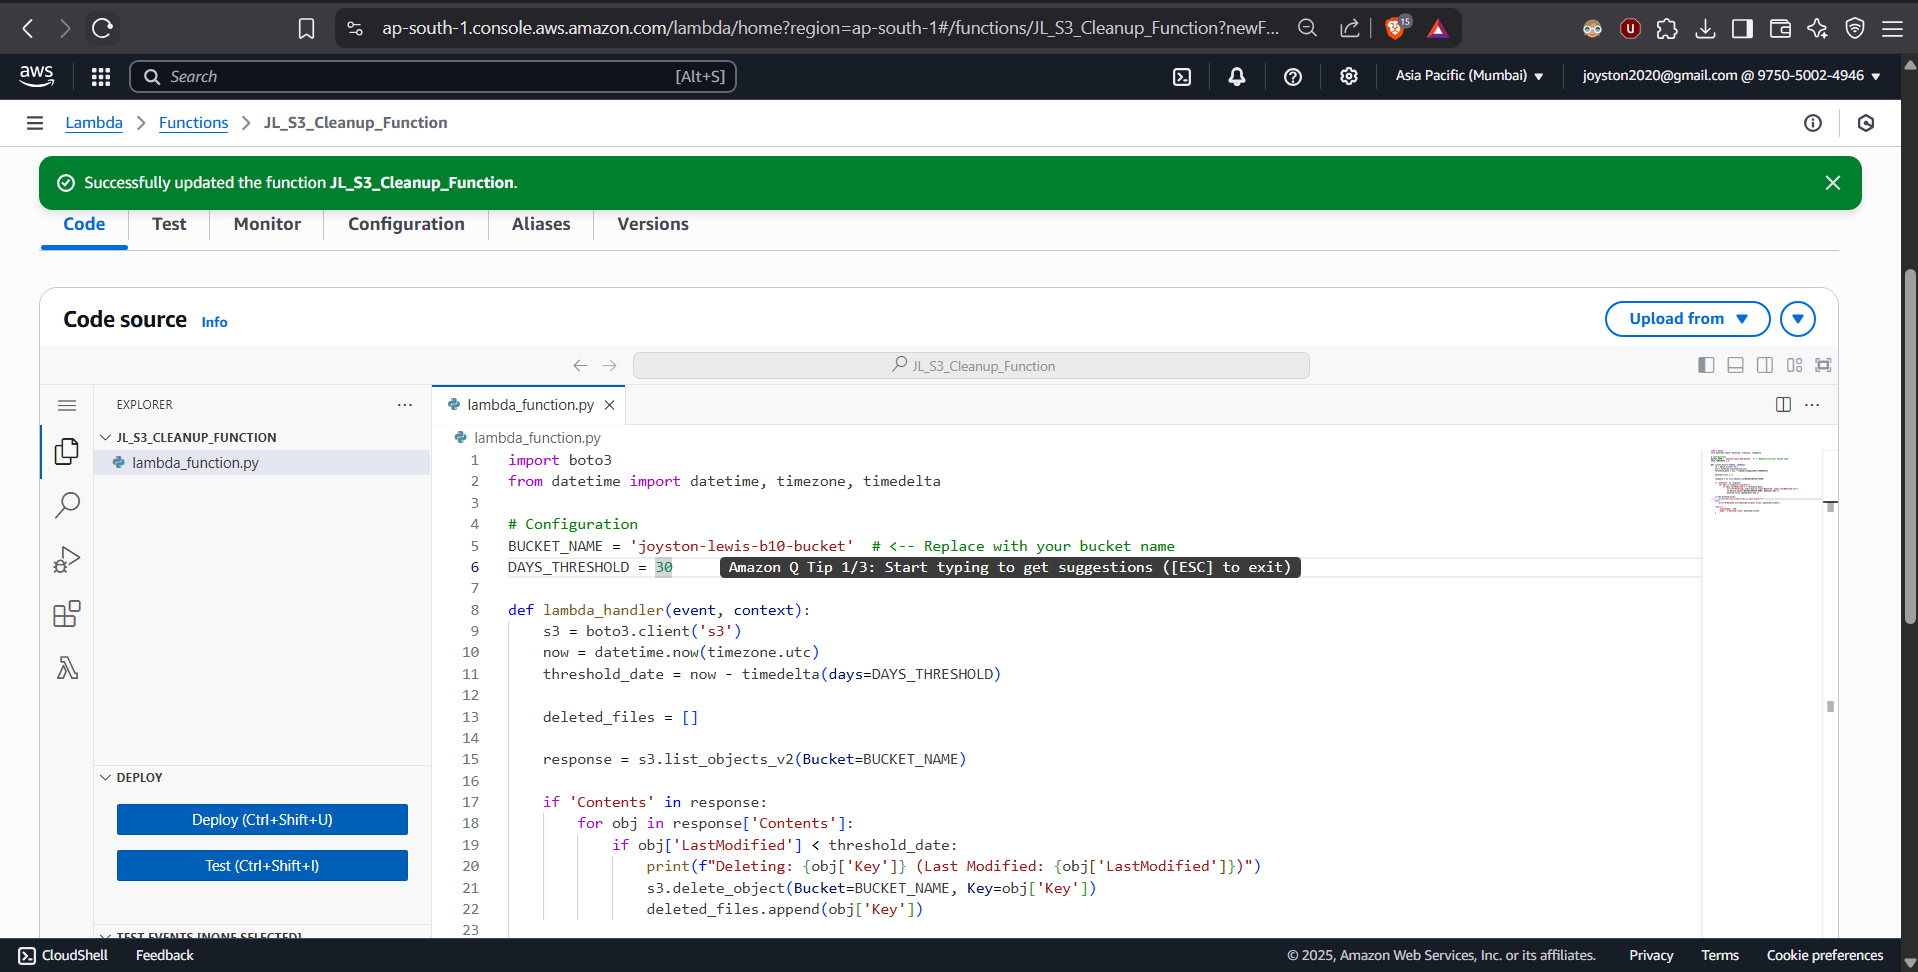 ap-south-1.console.aws.amazon.com/lambda/home?region=ap-south-1#/functions/JL_S3_Cleanup_Function?newF...
15
aws
Search
[Alt+S]
Asia Pacific (Mumbai) ▼
joyston2020@gmail.com @ 9750-5002-4946 ▼
Lambda > Functions > JL_S3_Cleanup_Function
Successfully updated the function JL_S3_Cleanup_Function.
Code
Test
Monitor
Configuration
Aliases
Versions
Code source Info
Upload from ▼
JL_S3_Cleanup_Function
EXPLORER
JL_S3_CLEANUP_FUNCTION
lambda_function.py
DEPLOY
Deploy (Ctrl+Shift+U)
Test (Ctrl+Shift+I)
TEST EVENTS [NONE SELECTED]
lambda_function.py
lambda_function.py
1 import boto3
2 from datetime import datetime, timezone, timedelta
3
4 # Configuration
5 BUCKET_NAME = 'joyston-lewis-b10-bucket'  # <-- Replace with your bucket name
6 DAYS_THRESHOLD = 30 Amazon Q Tip 1/3: Start typing to get suggestions ([ESC] to exit)
7
8 def lambda_handler(event, context):
9     s3 = boto3.client('s3')
10     now = datetime.now(timezone.utc)
11     threshold_date = now - timedelta(days=DAYS_THRESHOLD)
12
13     deleted_files = []
14
15     response = s3.list_objects_v2(Bucket=BUCKET_NAME)
16
17     if 'Contents' in response:
18         for obj in response['Contents']:
19             if obj['LastModified'] < threshold_date:
20                 print(f"Deleting: {obj['Key']} (Last Modified: {obj['LastModified']})")
21                 s3.delete_object(Bucket=BUCKET_NAME, Key=obj['Key'])
22                 deleted_files.append(obj['Key'])
23
CloudShell
Feedback
© 2025, Amazon Web Services, Inc. or its affiliates.
Privacy
Terms
Cookie preferences